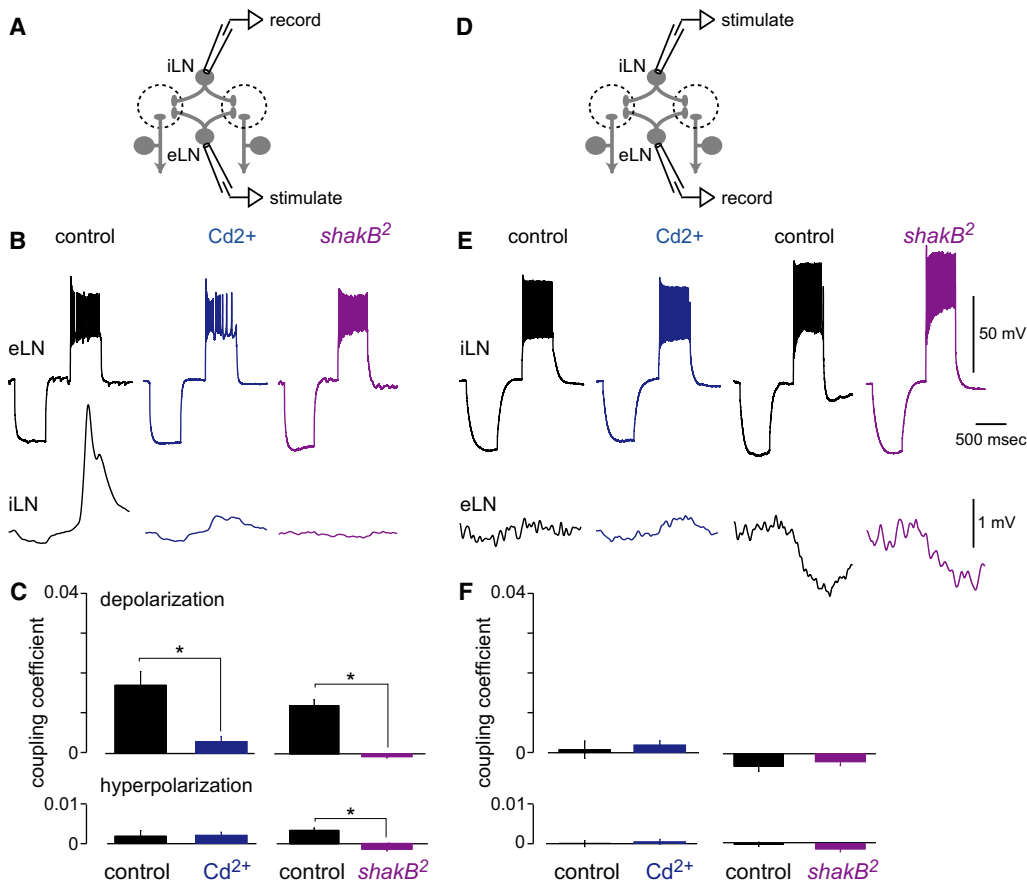 A
record
iLN
eLN
stimulate
D
stimulate
iLN
eLN
record
B
control
Cd2+
shakB²
eLN
iLN
E
control
Cd2+
control
shakB²
iLN
50 mV
500 msec
eLN
1 mV
C
coupling coefficient
0.04
depolarization
*
*
0
hyperpolarization
0.01
*
0
control
Cd²⁺
control
shakB²
F
coupling coefficient
0.04
0
0.01
0
control
Cd²⁺
control
shakB²